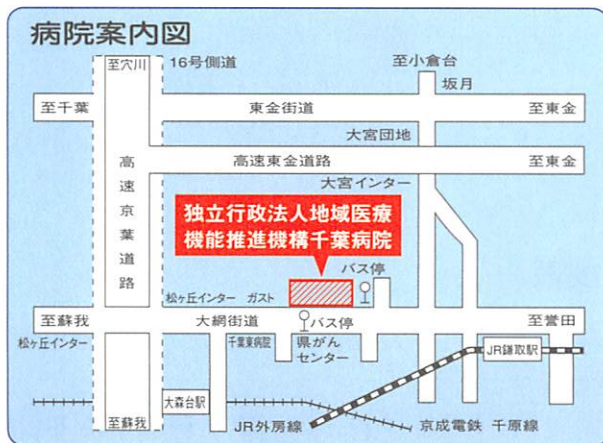 病院案内図
至穴川
16号側道
至小倉台
坂月
至千葉
東金街道
至東金
大宮団地
高速京葉道路
高速東金道路
至東金
大宮インター
独立行政法人地域医療
機能推進機構千葉病院
バス停
松ヶ丘インター
ガスト
至蘇我
大網街道
バス停
至誉田
松ヶ丘インター
千葉東病院
県がん
センター
JR鎌取駅
大森台駅
至蘇我
JR外房線
京成電鉄 千原線